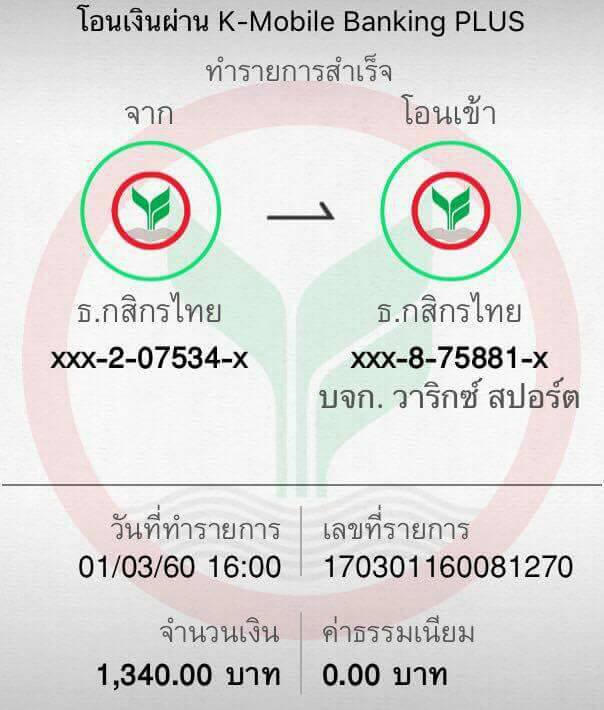 โอนเงินผ่าน K-Mobile Banking PLUS
ทำรายการสำเร็จ
จาก
โอนเข้า
ธ.กสิกรไทย
ธ.กสิกรไทย
xxx-2-07534-x
xxx-8-75881-x
บจก. วาริกซ์ สปอร์ต
วันที่ทำรายการ
เลขที่รายการ
01/03/60 16:00
170301160081270
จำนวนเงิน
ค่าธรรมเนียม
1,340.00 บาท
0.00 บาท